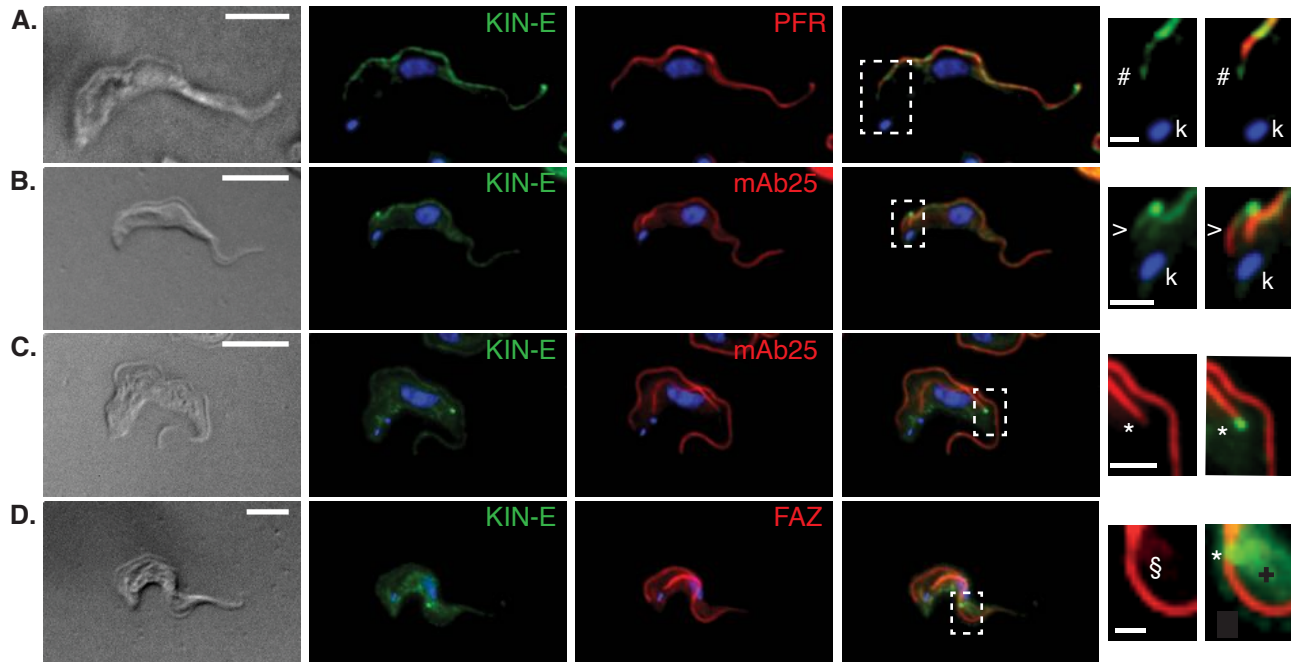 A. KIN-E PFR # # k k
B. KIN-E mAb25 > > k k
C. KIN-E mAb25 * *
D. KIN-E FAZ § * +